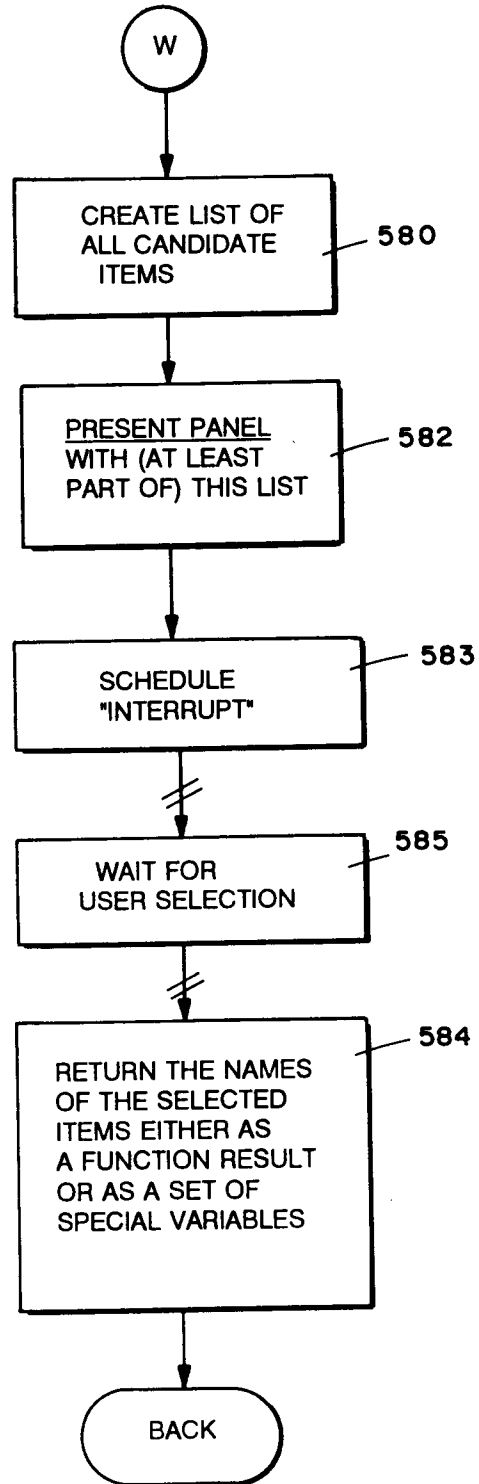 W
CREATE LIST OF
ALL CANDIDATE
ITEMS
580
PRESENT PANEL
WITH (AT LEAST
PART OF) THIS LIST
582
SCHEDULE
"INTERRUPT"
583
WAIT FOR
USER SELECTION
585
RETURN THE NAMES
OF THE SELECTED
ITEMS EITHER AS
A FUNCTION RESULT
OR AS A SET OF
SPECIAL VARIABLES
584
BACK